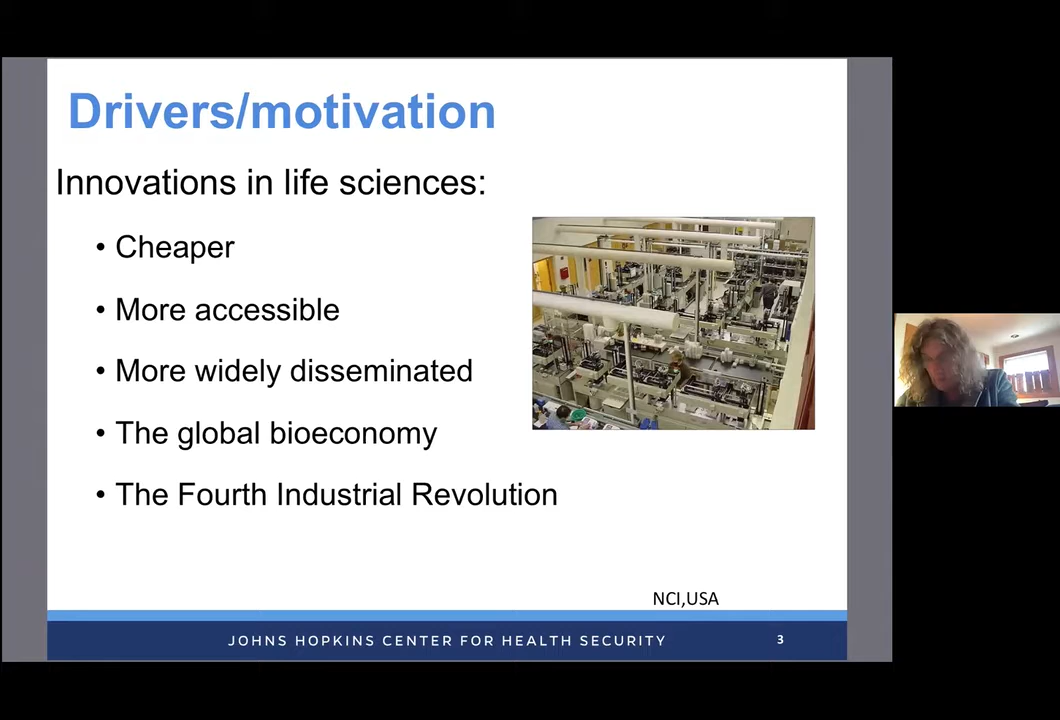 Drivers/motivation
Innovations in life sciences:
• Cheaper
• More accessible
• More widely disseminated
• The global bioeconomy
• The Fourth Industrial Revolution
NCI,USA
JOHNS HOPKINS CENTER FOR HEALTH SECURITY 3